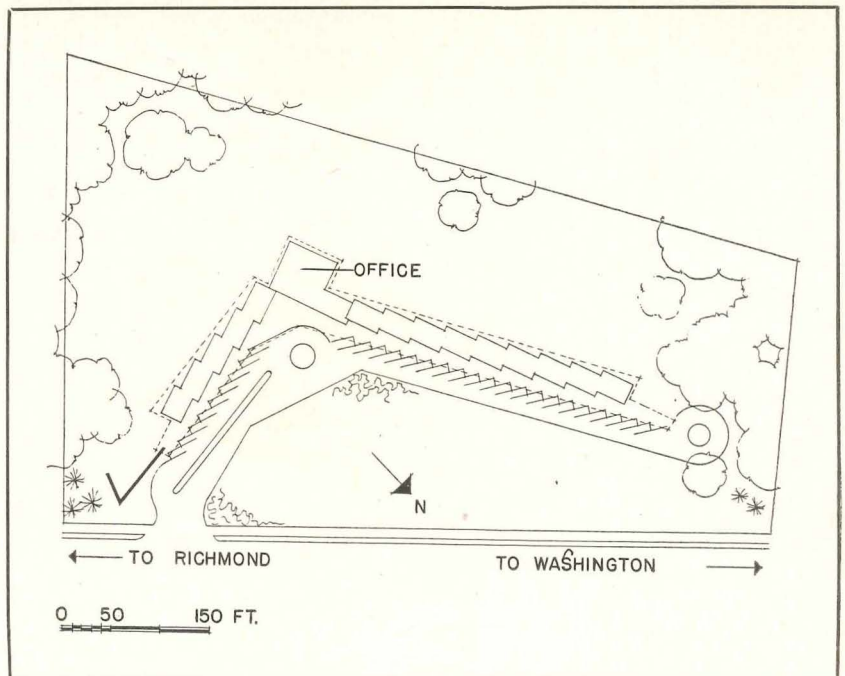 OFFICE
N
TO RICHMOND
TO WASHINGTON
0 50 150 FT.